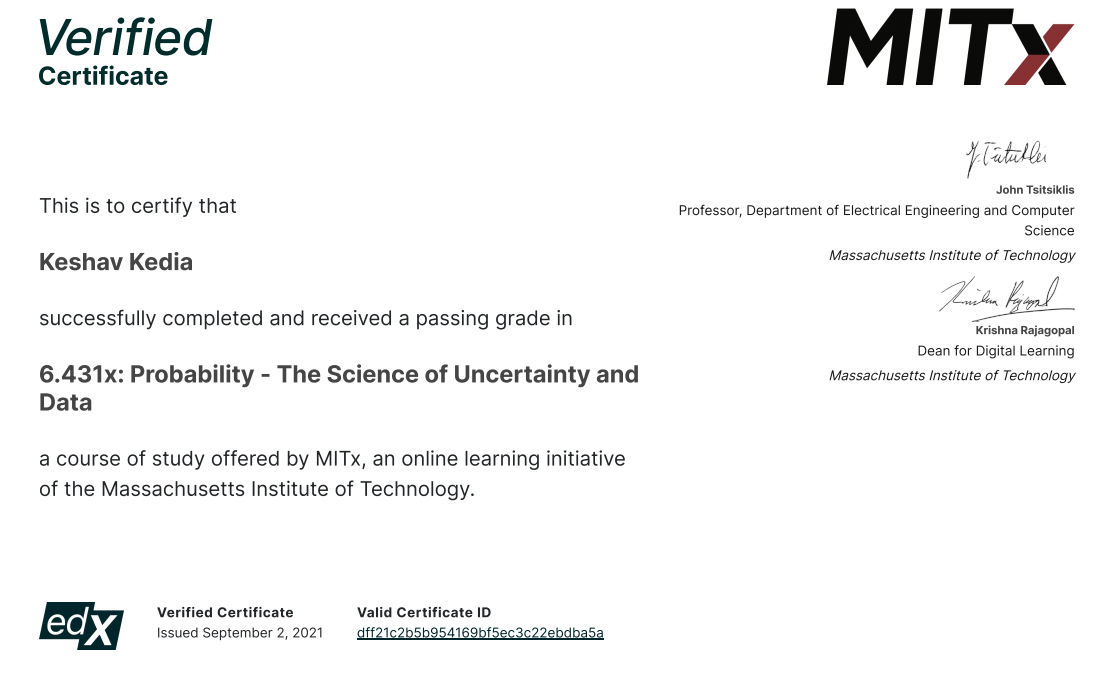 Verified
Certificate
MITx
This is to certify that
Keshav Kedia
successfully completed and received a passing grade in
6.431x: Probability - The Science of Uncertainty and
Data
a course of study offered by MITx, an online learning initiative
of the Massachusetts Institute of Technology.
John Tsitsiklis
Professor, Department of Electrical Engineering and Computer
Science
Massachusetts Institute of Technology
Krishna Rajagopal
Krishna Rajagopal
Dean for Digital Learning
Massachusetts Institute of Technology
edX
Verified Certificate
Issued September 2, 2021
Valid Certificate ID
dff21c2b5b954169bf5ec3c22ebdba5a